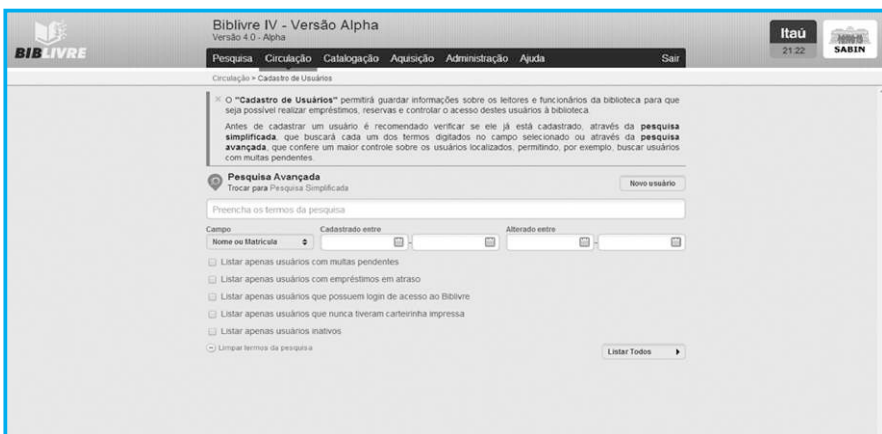 BIBLIVRE
Biblivre IV - Versão Alpha
Versão 4.0 - Alpha
Itaú
21:22
SABIN
Pesquisa Circulação Catalogação Aquisição Administração Ajuda Sair
Circulação > Cadastro de Usuários
× O "Cadastro de Usuários" permitirá guardar informações sobre os leitores e funcionários da biblioteca para que
seja possível realizar empréstimos, reservas e controlar o acesso destes usuários à biblioteca.
Antes de cadastrar um usuário é recomendado verificar se ele já está cadastrado, através da pesquisa
simplificada, que buscará cada um dos termos digitados no campo selecionado ou através da pesquisa
avançada, que confere um maior controle sobre os usuários localizados, permitindo, por exemplo, buscar usuários
com multas pendentes.
Pesquisa Avançada
Trocar para Pesquisa Simplificada
Novo usuário
Preencha os termos da pesquisa
Campo Cadastrado entre Alterado entre
Nome ou Matrícula - -
Listar apenas usuários com multas pendentes
Listar apenas usuários com empréstimos em atraso
Listar apenas usuários que possuem login de acesso ao Biblivre
Listar apenas usuários que nunca tiveram carteirinha impressa
Listar apenas usuários inativos
Limpar termos da pesquisa
Listar Todos